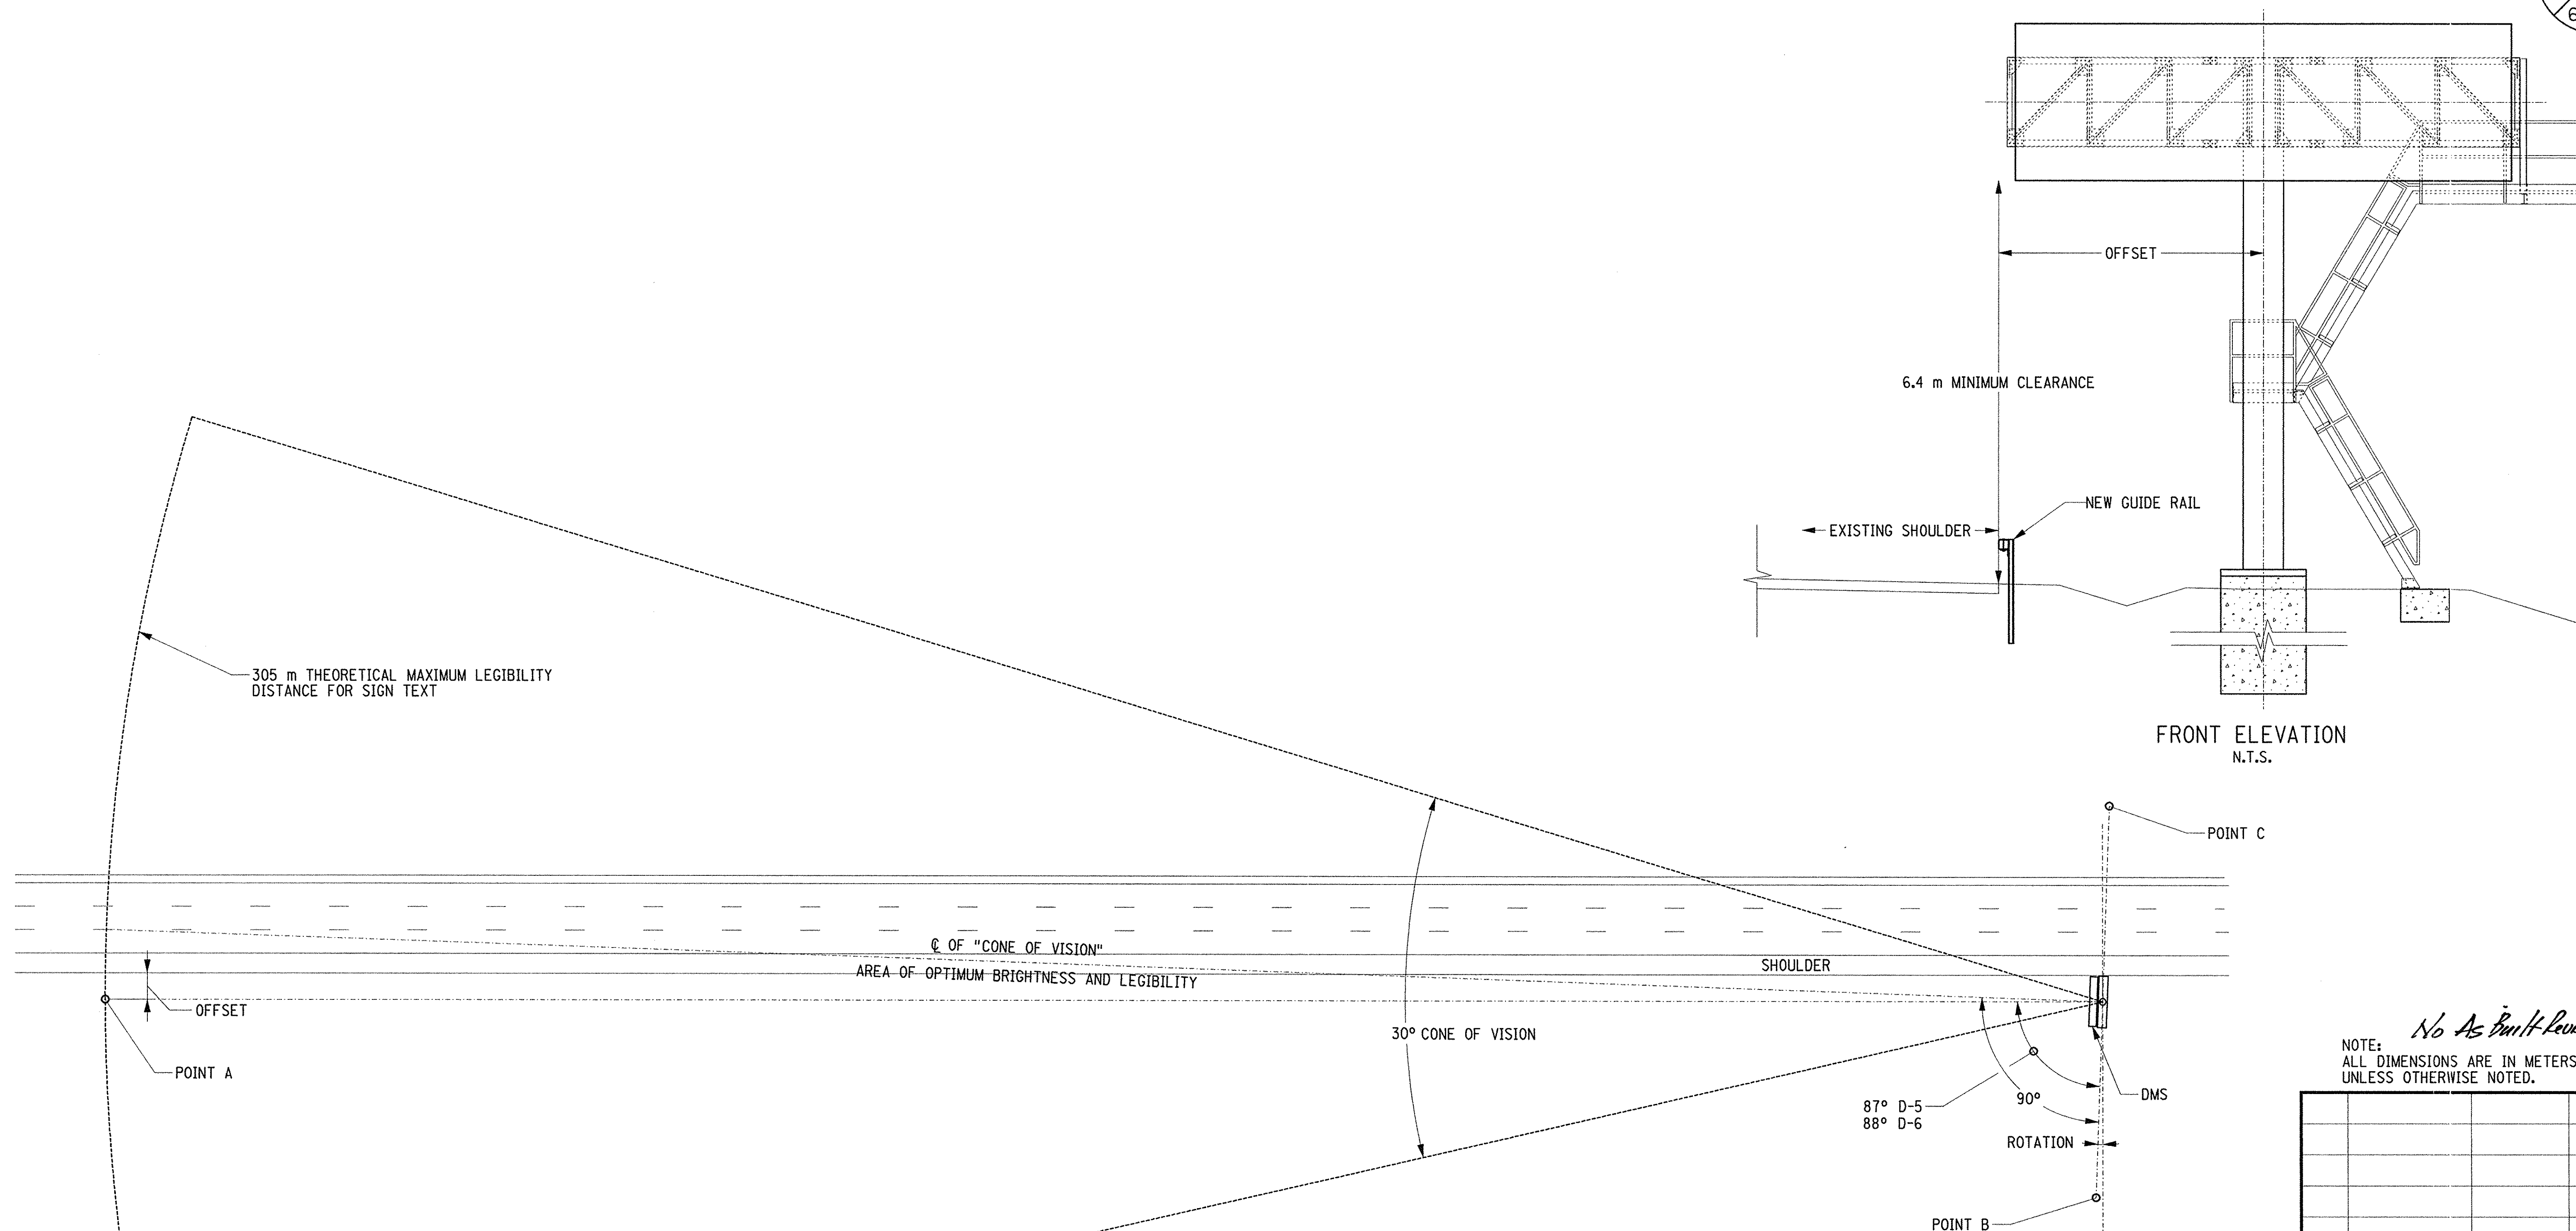 6
OFFSET
6.4 m MINIMUM CLEARANCE
NEW GUIDE RAIL
EXISTING SHOULDER
FRONT ELEVATION
N.T.S.
305 m THEORETICAL MAXIMUM LEGIBILITY
DISTANCE FOR SIGN TEXT
POINT C
℄ OF "CONE OF VISION"
AREA OF OPTIMUM BRIGHTNESS AND LEGIBILITY
SHOULDER
OFFSET
POINT A
30° CONE OF VISION
87° D-5
88° D-6
90°
DMS
ROTATION
POINT B
No As Built
NOTE:
ALL DIMENSIONS ARE IN METERS
UNLESS OTHERWISE NOTED.